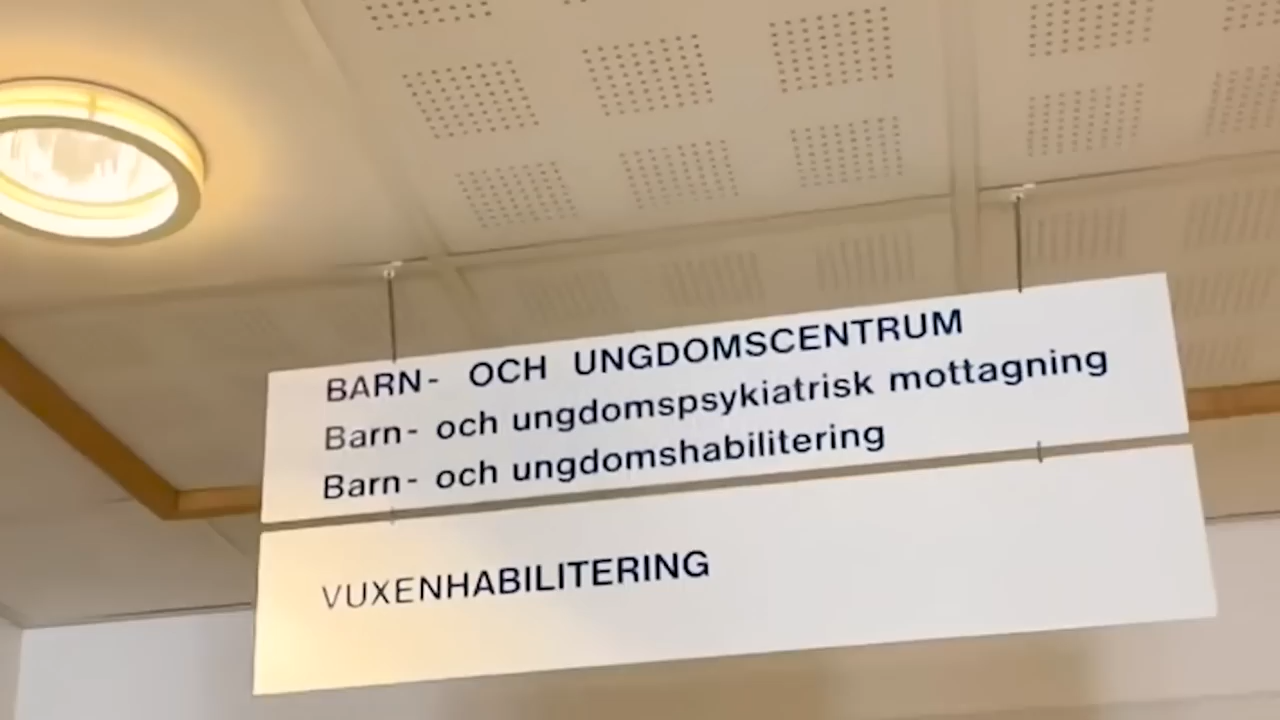 BARN- OCH UNGDOMSCENTRUM
Barn- och ungdomspsykiatrisk mottagning
Barn- och ungdomshabilitering
VUXENHABILITERING